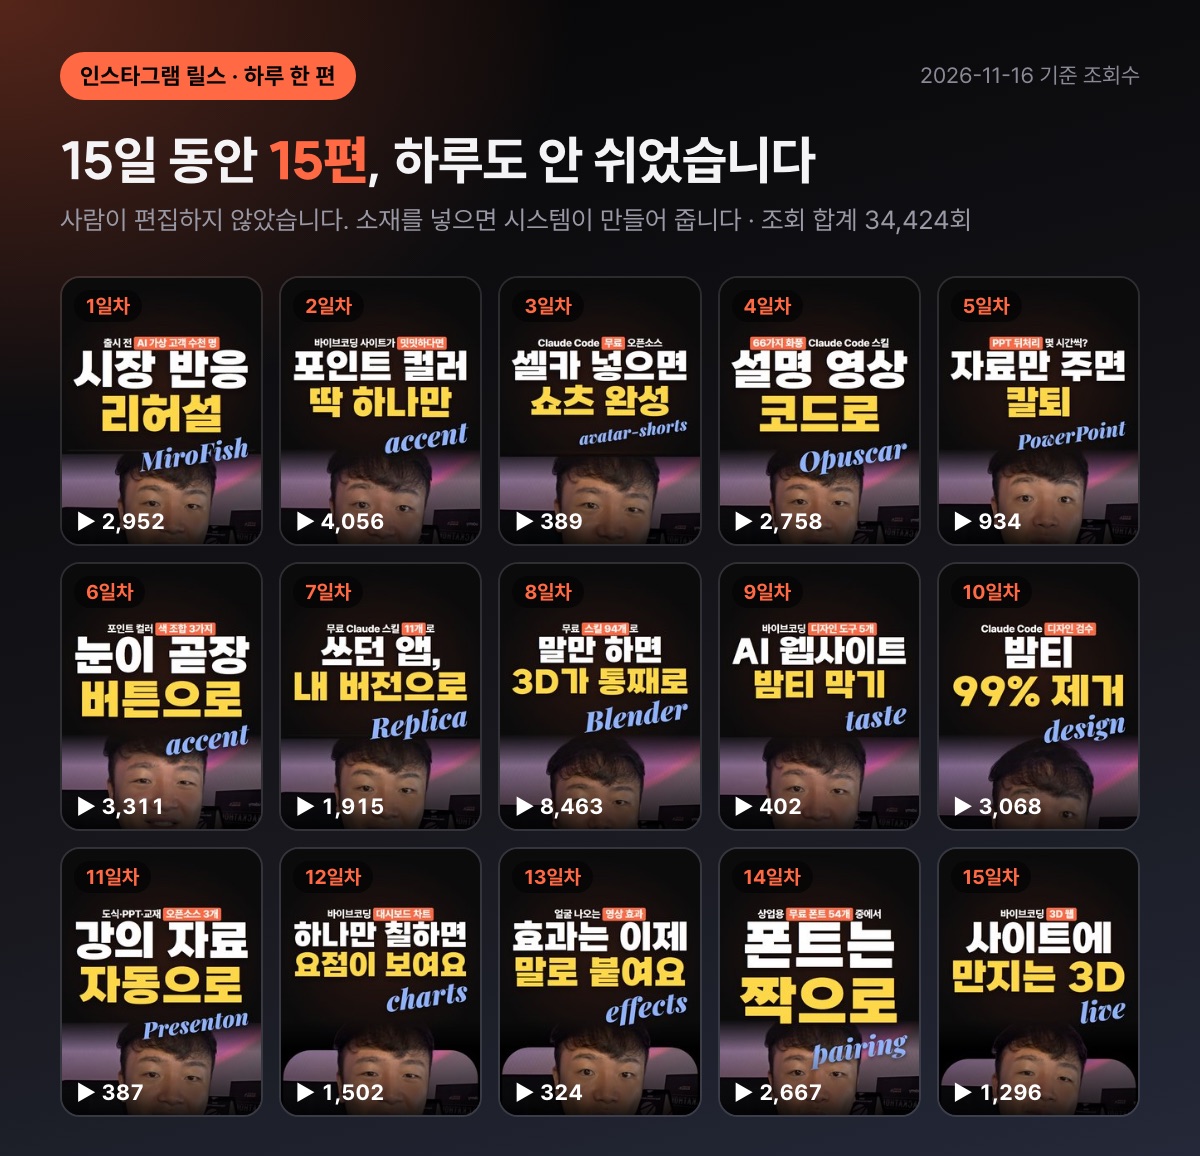 인스타그램 릴스 · 하루 한 편
2026-11-16 기준 조회수
15일 동안 15편, 하루도 안 쉬었습니다
사람이 편집하지 않았습니다. 소재를 넣으면 시스템이 만들어 줍니다 · 조회 합계 34,424회
1일차
출시 전 AI 가상 고객 수천 명
시장 반응
리허설
MiroFish
▶ 2,952
2일차
바이브코딩 사이트가 밋밋하다면
포인트 컬러
딱 하나만
accent
▶ 4,056
3일차
Claude Code 무료 오픈소스
셀카 넣으면
쇼츠 완성
avatar-shorts
▶ 389
4일차
66가지 화풍 Claude Code 스킬
설명 영상
코드로
Opuscar
▶ 2,758
5일차
PPT 뒤처리 몇 시간씩?
자료만 주면
칼퇴
PowerPoint
▶ 934
6일차
포인트 컬러 색 조합 3가지
눈이 곧장
버튼으로
accent
▶ 3,311
7일차
무료 Claude 스킬 11개로
쓰던 앱,
내 버전으로
Replica
▶ 1,915
8일차
무료 스킬 94개로
말만 하면
3D가 통째로
Blender
▶ 8,463
9일차
바이브코딩 디자인 도구 5개
AI 웹사이트
밤티 막기
taste
▶ 402
10일차
Claude Code 디자인 검수
밤티
99% 제거
design
▶ 3,068
11일차
도식·PPT·교재 오픈소스 3개
강의 자료
자동으로
Presenton
▶ 387
12일차
바이브코딩 대시보드 차트
하나만 칠하면
요점이 보여요
charts
▶ 1,502
13일차
얼굴 나오는 영상 효과
효과는 이제
말로 붙여요
effects
▶ 324
14일차
상업용 무료 폰트 54개 중에서
폰트는
짝으로
pairing
▶ 2,667
15일차
바이브코딩 3D 웹
사이트에
만지는 3D
live
▶ 1,296